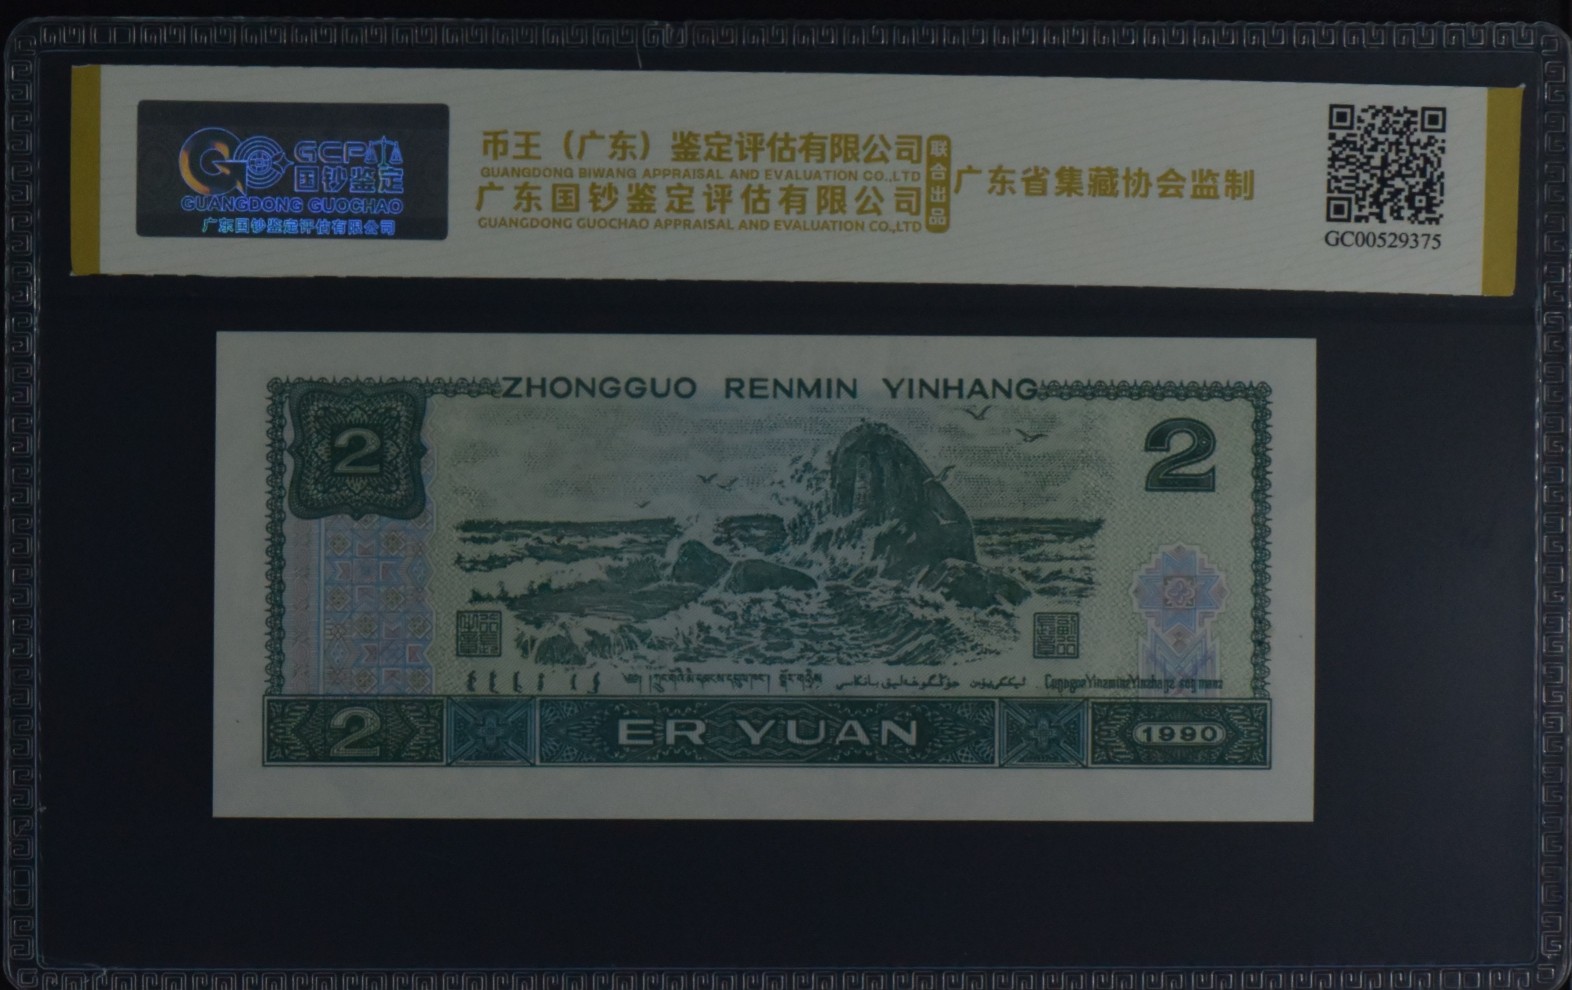 GCP
国钞鉴定
GUANGDONG GUOCHAO
广东国钞鉴定评估有限公司
币王（广东）鉴定评估有限公司
GUANGDONG BIWANG APPRAISAL AND EVALUATION CO.,LTD
广东国钞鉴定评估有限公司
GUANGDONG GUOCHAO APPRAISAL AND EVALUATION CO.,LTD
联合出品
广东省集藏协会监制
GC00529375
ZHONGGUO RENMIN YINHANG
2
2
2
ER YUAN
1990